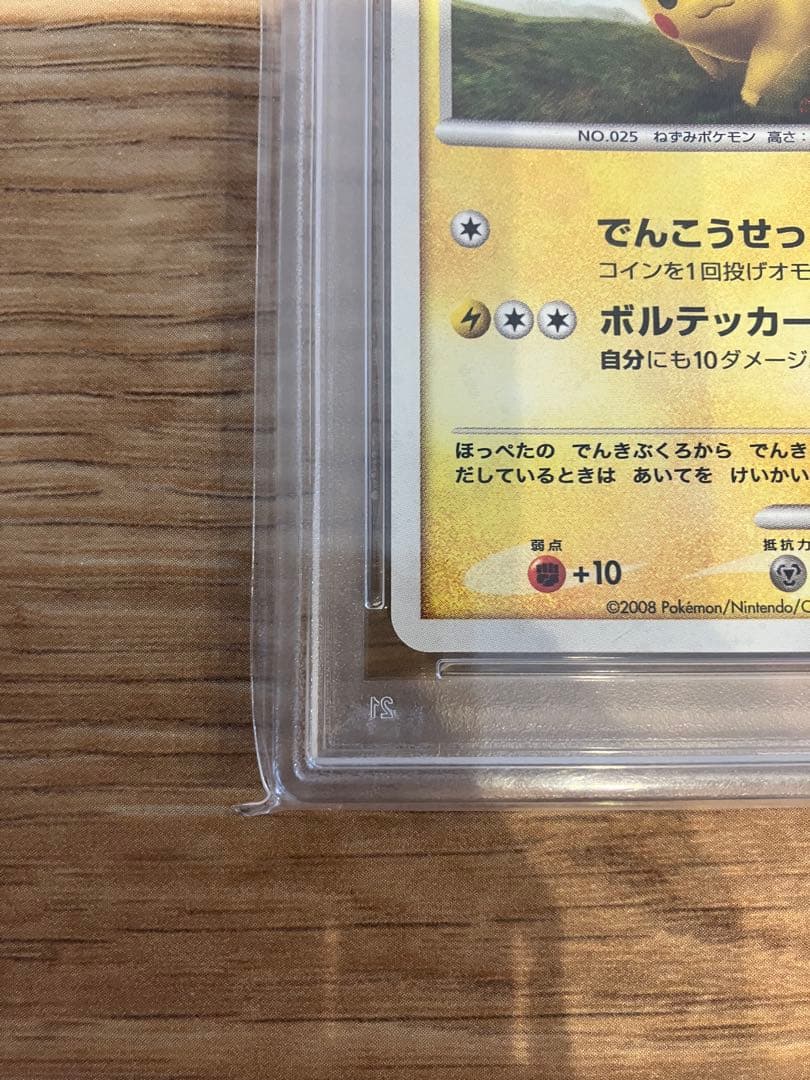 NO.025 ねずみポケモン 高さ:
でんこうせっ
コインを1回投げオモ
ボルテッカー
自分にも10ダメージ
ほっぺたの でんきぶくろから でんき
だしているときは あいてを けいかい
弱点 抵抗力
+10
©2008 Pokémon/Nintendo/C
21